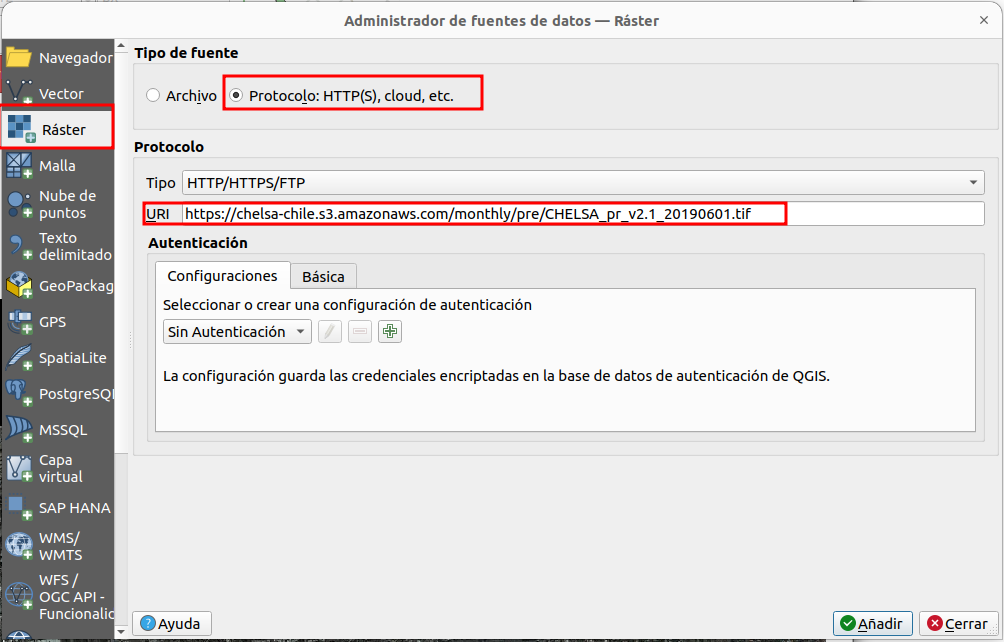 Administrador de fuentes de datos — Ráster
Navegador
Vector
Ráster
Malla
Nube de
puntos
Texto
delimitado
GeoPackag
GPS
SpatiaLite
PostgreSQL
MSSQL
Capa
virtual
SAP HANA
WMS/
WMTS
WFS /
OGC API -
Funcionalic
Tipo de fuente
Archivo
Protocolo: HTTP(S), cloud, etc.
Protocolo
Tipo HTTP/HTTPS/FTP
URI https://chelsa-chile.s3.amazonaws.com/monthly/pre/CHELSA_pr_v2.1_20190601.tif
Autenticación
Configuraciones Básica
Seleccionar o crear una configuración de autenticación
Sin Autenticación
La configuración guarda las credenciales encriptadas en la base de datos de autenticación de QGIS.
Ayuda Añadir Cerrar